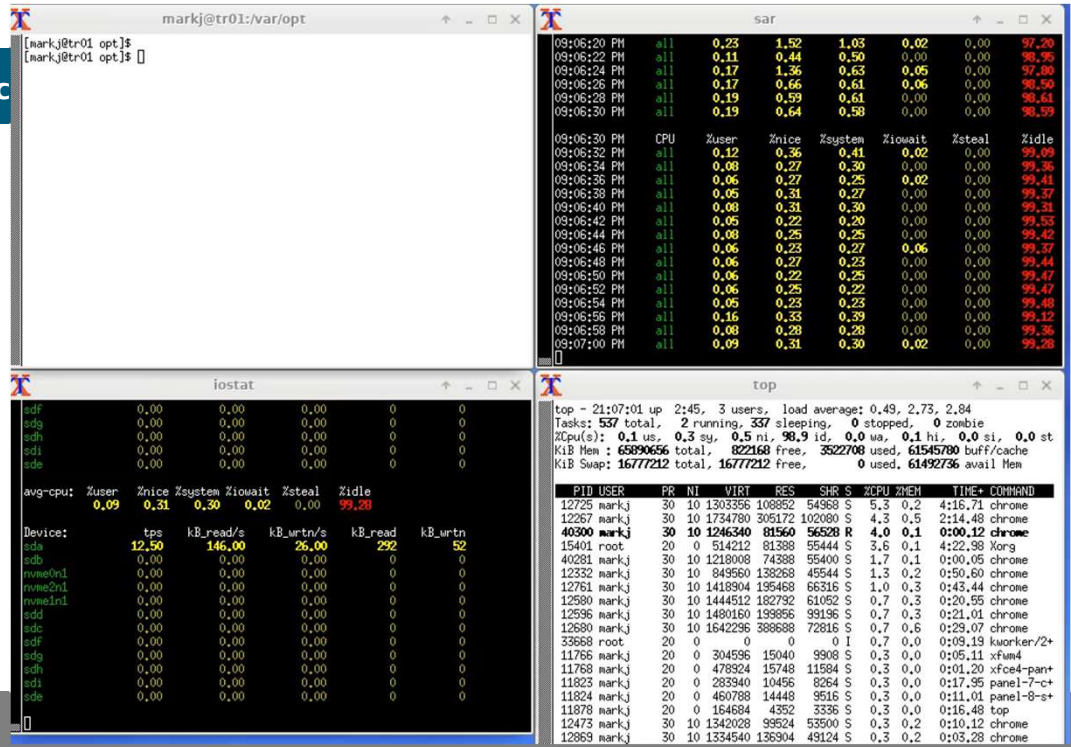 markj@tr01:/var/opt
[markj@tr01 opt]$
[markj@tr01 opt]$
c
sar
09:06:20 PM all 0.23 1.52 1.03 0.02 0.00 97.20
09:06:22 PM all 0.11 0.44 0.50 0.00 0.00 98.95
09:06:24 PM all 0.17 1.36 0.63 0.05 0.00 97.80
09:06:26 PM all 0.17 0.66 0.61 0.06 0.00 98.50
09:06:28 PM all 0.19 0.59 0.61 0.00 0.00 98.61
09:06:30 PM all 0.19 0.64 0.58 0.00 0.00 98.59
09:06:30 PM CPU %user %nice %system %iowait %steal %idle
09:06:32 PM all 0.12 0.36 0.41 0.02 0.00 99.09
09:06:34 PM all 0.08 0.27 0.30 0.00 0.00 99.36
09:06:36 PM all 0.06 0.27 0.25 0.02 0.00 99.41
09:06:38 PM all 0.05 0.31 0.27 0.00 0.00 99.37
09:06:40 PM all 0.08 0.31 0.30 0.00 0.00 99.31
09:06:42 PM all 0.05 0.22 0.20 0.00 0.00 99.53
09:06:44 PM all 0.08 0.25 0.25 0.00 0.00 99.42
09:06:46 PM all 0.06 0.23 0.27 0.06 0.00 99.37
09:06:48 PM all 0.06 0.27 0.23 0.00 0.00 99.44
09:06:50 PM all 0.06 0.22 0.25 0.00 0.00 99.47
09:06:52 PM all 0.06 0.25 0.22 0.00 0.00 99.47
09:06:54 PM all 0.05 0.23 0.23 0.00 0.00 99.48
09:06:56 PM all 0.16 0.33 0.39 0.00 0.00 99.12
09:06:58 PM all 0.08 0.28 0.28 0.00 0.00 99.36
09:07:00 PM all 0.09 0.31 0.30 0.02 0.00 99.28
iostat
sdf 0.00 0.00 0.00 0 0
sdg 0.00 0.00 0.00 0 0
sdh 0.00 0.00 0.00 0 0
sdi 0.00 0.00 0.00 0 0
sde 0.00 0.00 0.00 0 0
avg-cpu: %user %nice %system %iowait %steal %idle
0.09 0.31 0.30 0.02 0.00 99.28
Device: tps kB_read/s kB_wrtn/s kB_read kB_wrtn
sda 12.50 146.00 26.00 292 52
sdb 0.00 0.00 0.00 0 0
nvme0n1 0.00 0.00 0.00 0 0
nvme2n1 0.00 0.00 0.00 0 0
nvme1n1 0.00 0.00 0.00 0 0
sdd 0.00 0.00 0.00 0 0
sdc 0.00 0.00 0.00 0 0
sdf 0.00 0.00 0.00 0 0
sdg 0.00 0.00 0.00 0 0
sdh 0.00 0.00 0.00 0 0
sdi 0.00 0.00 0.00 0 0
sde 0.00 0.00 0.00 0 0
top
top - 21:07:01 up 2:45, 3 users, load average: 0.49, 2.73, 2.84
Tasks: 537 total, 2 running, 337 sleeping, 0 stopped, 0 zombie
%Cpu(s): 0.1 us, 0.3 sy, 0.5 ni, 98.9 id, 0.0 wa, 0.1 hi, 0.0 si, 0.0 st
KiB Mem : 65890656 total, 822168 free, 3522708 used, 61545780 buff/cache
KiB Swap: 16777212 total, 16777212 free, 0 used. 61492736 avail Mem
PID USER PR NI VIRT RES SHR S %CPU %MEM TIME+ COMMAND
12725 markj 30 10 1303356 108852 54968 S 5.3 0.2 4:16.71 chrome
12267 markj 30 10 1734780 305172 102080 S 4.3 0.5 2:14.48 chrome
40300 markj 30 10 1246340 81560 56528 R 4.0 0.1 0:00.12 chrome
15401 root 20 0 514212 81388 55444 S 3.6 0.1 4:22.98 Xorg
40281 markj 30 10 1218008 74388 55400 S 1.7 0.1 0:00.05 chrome
12332 markj 30 10 849560 138268 45544 S 1.3 0.2 0:50.60 chrome
12761 markj 30 10 1418904 195468 66316 S 1.0 0.3 0:43.44 chrome
12580 markj 30 10 1444512 182792 61052 S 0.7 0.3 0:20.55 chrome
12596 markj 30 10 1480160 199856 99196 S 0.7 0.3 0:21.01 chrome
12680 markj 30 10 1642296 388688 72816 S 0.7 0.6 0:29.07 chrome
33668 root 20 0 0 0 0 I 0.7 0.0 0:09.19 kworker/2+
11766 markj 20 0 304596 15040 9908 S 0.3 0.0 0:05.11 xfwm4
11768 markj 20 0 478924 15748 11584 S 0.3 0.0 0:01.20 xfce4-pan+
11823 markj 20 0 283940 10456 8264 S 0.3 0.0 0:17.95 panel-7-c+
11824 markj 20 0 460788 14448 9516 S 0.3 0.0 0:11.01 panel-8-s+
11878 markj 20 0 164684 4352 3336 S 0.3 0.0 0:16.48 top
12473 markj 30 10 1342028 99524 53500 S 0.3 0.2 0:10.12 chrome
12869 markj 30 10 1334540 136904 49124 S 0.3 0.2 0:03.28 chrome